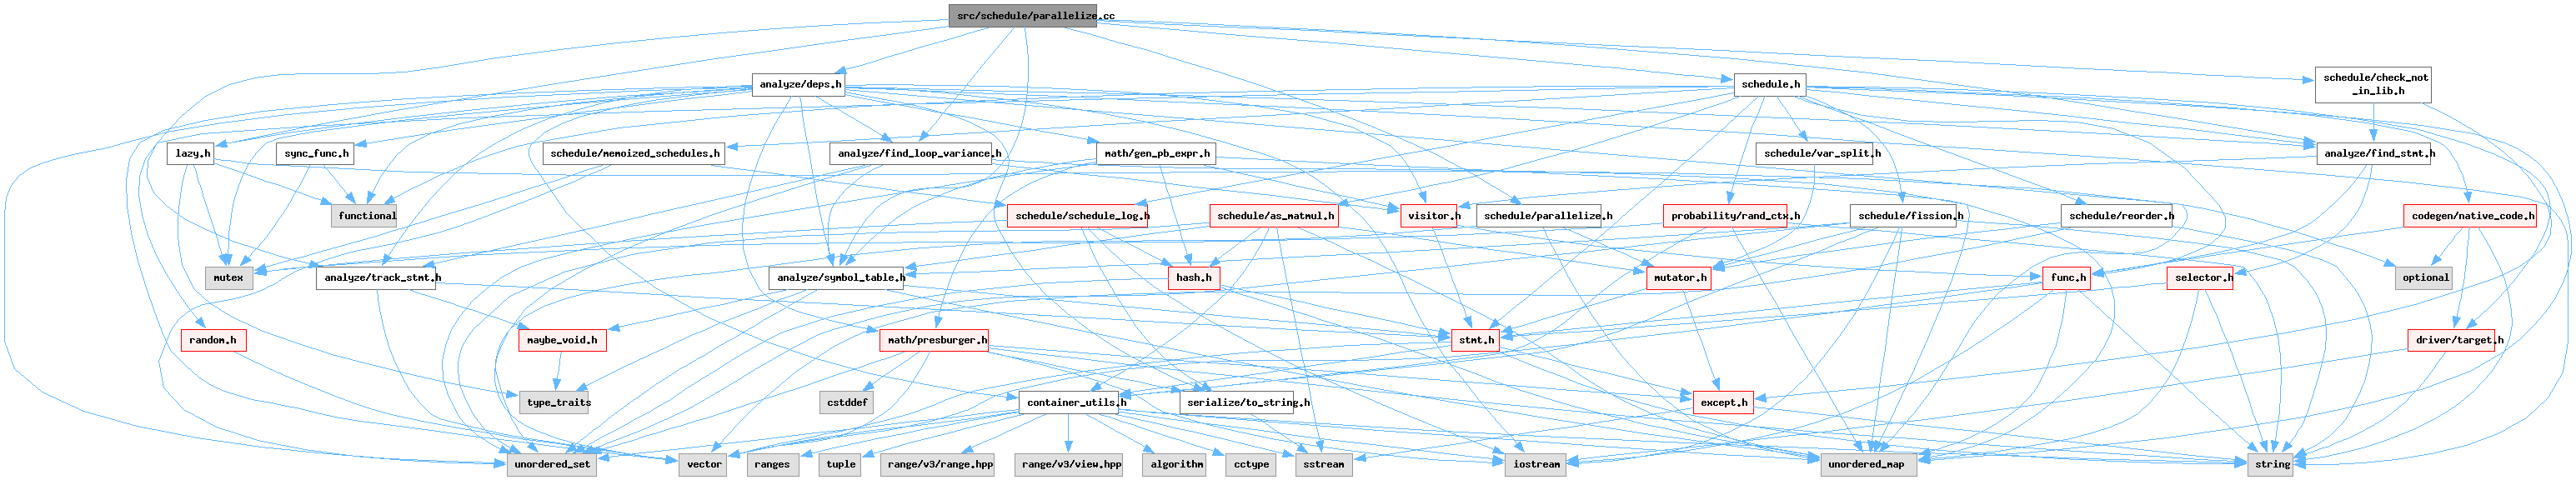 src/schedule/parallelize.cc
analyze/deps.h
schedule.h
schedule/check_not
_in_lib.h
lazy.h
sync_func.h
schedule/memoized_schedules.h
analyze/find_loop_variance.h
math/gen_pb_expr.h
schedule/var_split.h
analyze/find_stmt.h
functional
schedule/schedule_log.h
schedule/as_matmul.h
visitor.h
schedule/parallelize.h
probability/rand_ctx.h
schedule/fission.h
schedule/reorder.h
codegen/native_code.h
mutex
analyze/track_stmt.h
analyze/symbol_table.h
hash.h
mutator.h
func.h
selector.h
optional
random.h
maybe_void.h
math/presburger.h
stmt.h
driver/target.h
type_traits
cstddef
container_utils.h
serialize/to_string.h
except.h
unordered_set
vector
ranges
tuple
range/v3/range.hpp
range/v3/view.hpp
algorithm
cctype
sstream
iostream
unordered_map
string